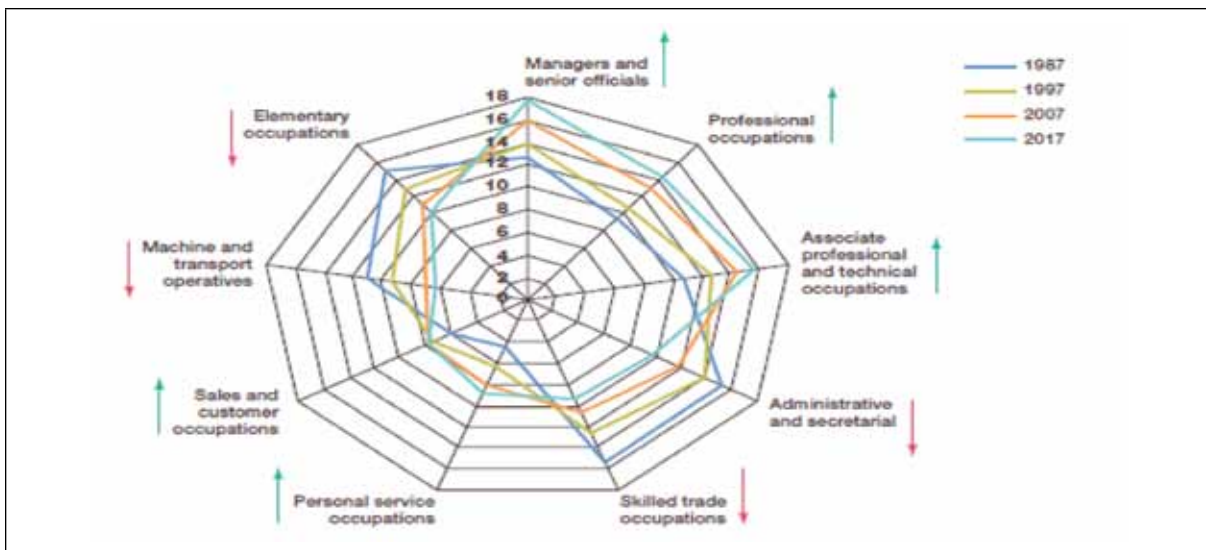 Managers and
senior officials
Professional
occupations
Associate
professional
and technical
occupations
Administrative
and secretarial
Skilled trade
occupations
Personal service
occupations
Sales and
customer
occupations
Machine and
transport
operatives
Elementary
occupations
18
16
14
12
10
8
6
4
2
0
1987
1997
2007
2017